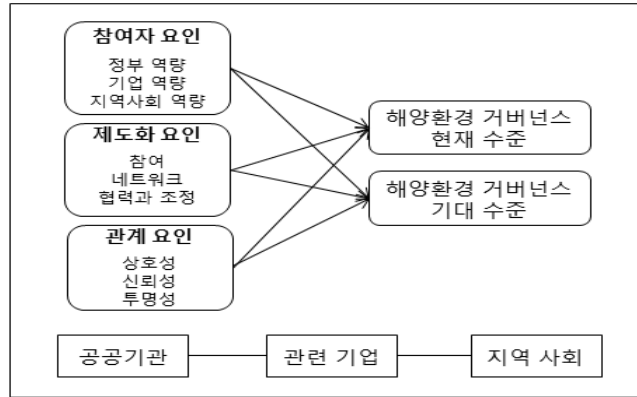 참여자 요인
정부 역량
기업 역량
지역사회 역량
제도화 요인
참여
네트워크
협력과 조정
관계 요인
상호성
신뢰성
투명성
해양환경 거버넌스
현재 수준
해양환경 거버넌스
기대 수준
공공기관
관련 기업
지역 사회